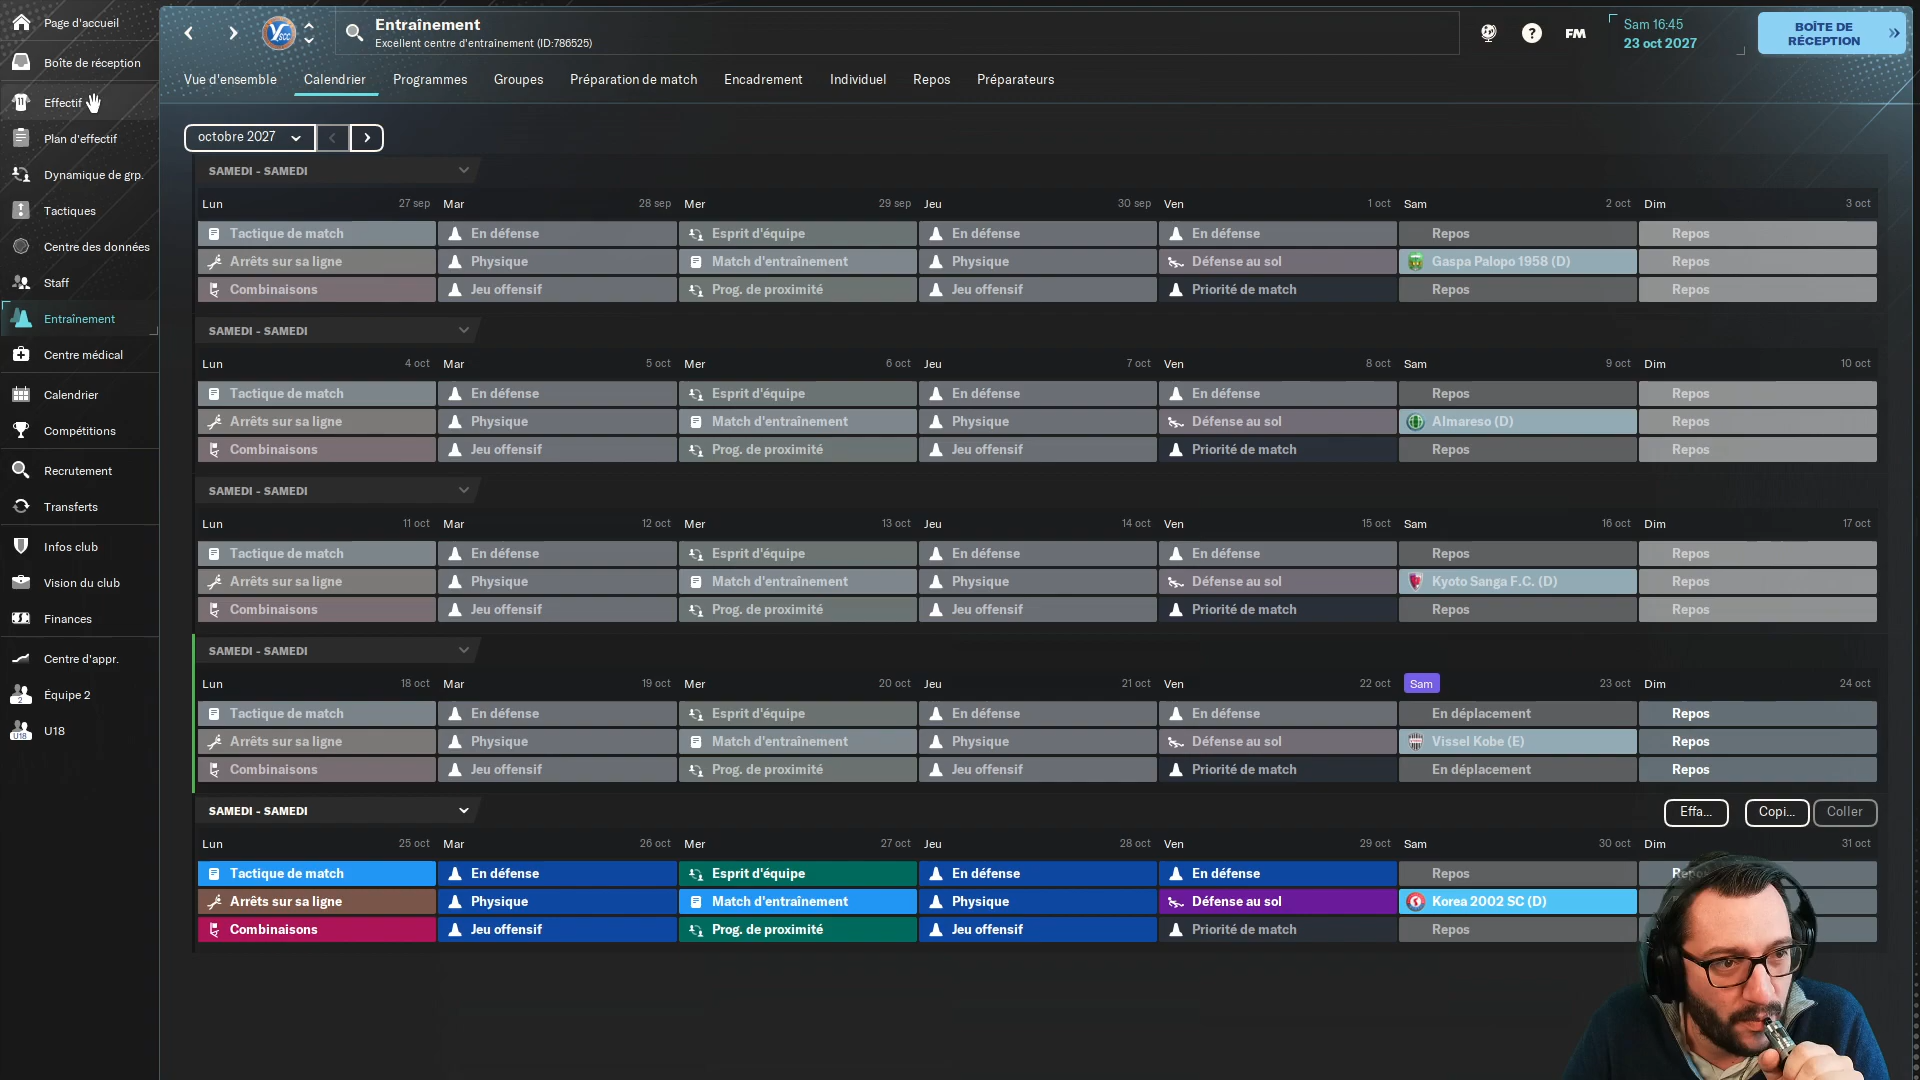 Page d'accueil
Boîte de réception
Effectif
Plan d'effectif
Dynamique de grp.
Tactiques
Centre des données
Staff
Entraînement
Centre médical
Calendrier
Compétitions
Recrutement
Transferts
Infos club
Vision du club
Finances
Centre d'appr.
Équipe 2
U18
Entraînement
Excellent centre d'entraînement (ID:786525)
FM
Sam 16:45
23 oct 2027
BOÎTE DE
RÉCEPTION
Vue d'ensemble Calendrier Programmes Groupes Préparation de match Encadrement Individuel Repos Préparateurs
octobre 2027
SAMEDI - SAMEDI
Lun 27 sep Mar 28 sep Mer 29 sep Jeu 30 sep Ven 1 oct Sam 2 oct Dim 3 oct
Tactique de match En défense Esprit d'équipe En défense En défense Repos Repos
Arrêts sur sa ligne Physique Match d'entraînement Physique Défense au sol Gaspa Palopo 1958 (D) Repos
Combinaisons Jeu offensif Prog. de proximité Jeu offensif Priorité de match Repos Repos
SAMEDI - SAMEDI
Lun 4 oct Mar 5 oct Mer 6 oct Jeu 7 oct Ven 8 oct Sam 9 oct Dim 10 oct
Tactique de match En défense Esprit d'équipe En défense En défense Repos Repos
Arrêts sur sa ligne Physique Match d'entraînement Physique Défense au sol Almareso (D) Repos
Combinaisons Jeu offensif Prog. de proximité Jeu offensif Priorité de match Repos Repos
SAMEDI - SAMEDI
Lun 11 oct Mar 12 oct Mer 13 oct Jeu 14 oct Ven 15 oct Sam 16 oct Dim 17 oct
Tactique de match En défense Esprit d'équipe En défense En défense Repos Repos
Arrêts sur sa ligne Physique Match d'entraînement Physique Défense au sol Kyoto Sanga F.C. (D) Repos
Combinaisons Jeu offensif Prog. de proximité Jeu offensif Priorité de match Repos Repos
SAMEDI - SAMEDI
Lun 18 oct Mar 19 oct Mer 20 oct Jeu 21 oct Ven 22 oct Sam 23 oct Dim 24 oct
Tactique de match En défense Esprit d'équipe En défense En défense En déplacement Repos
Arrêts sur sa ligne Physique Match d'entraînement Physique Défense au sol Vissel Kobe (E) Repos
Combinaisons Jeu offensif Prog. de proximité Jeu offensif Priorité de match En déplacement Repos
SAMEDI - SAMEDI Effa... Copi... Coller
Lun 25 oct Mar 26 oct Mer 27 oct Jeu 28 oct Ven 29 oct Sam 30 oct Dim 31 oct
Tactique de match En défense Esprit d'équipe En défense En défense Repos
Arrêts sur sa ligne Physique Match d'entraînement Physique Défense au sol Korea 2002 SC (D)
Combinaisons Jeu offensif Prog. de proximité Jeu offensif Priorité de match Repos